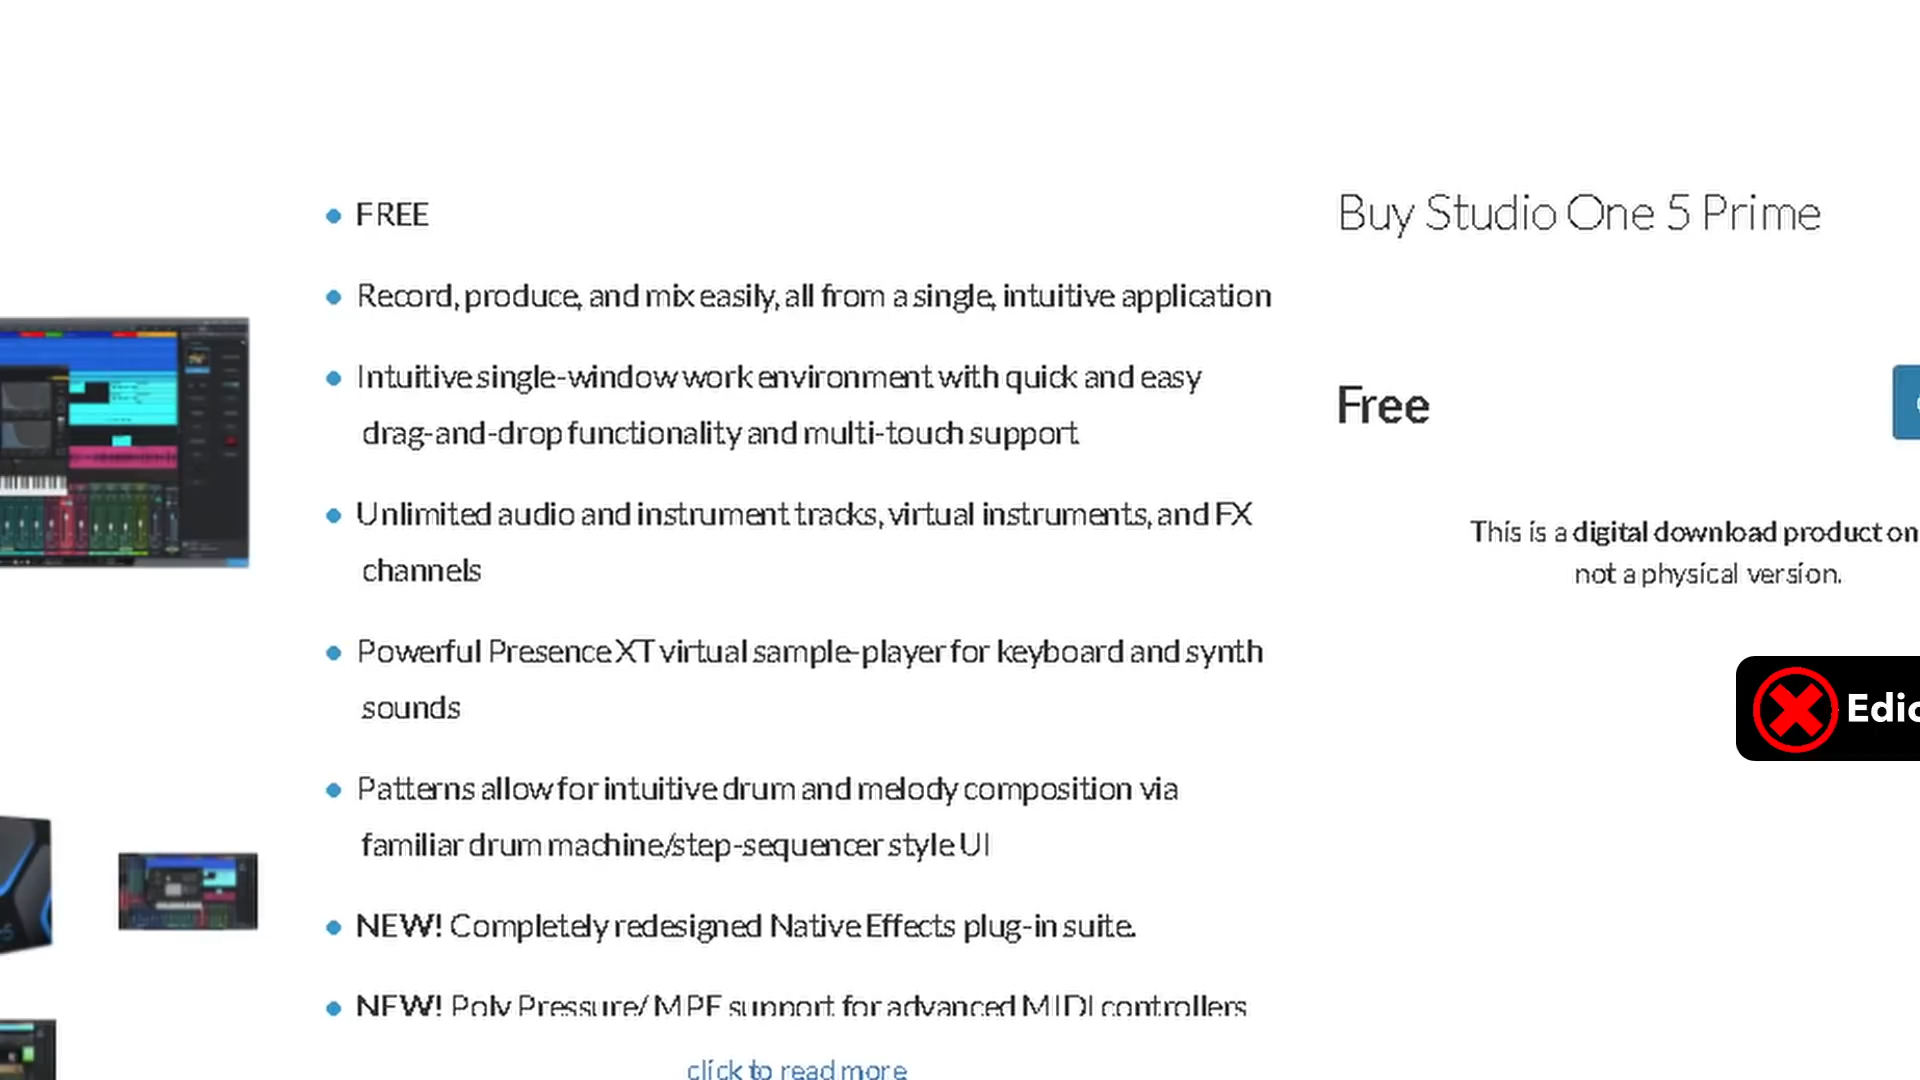 FREE
Record, produce, and mix easily, all from a single, intuitive application
Intuitive single-window work environment with quick and easy
drag-and-drop functionality and multi-touch support
Unlimited audio and instrument tracks, virtual instruments, and FX
channels
Powerful Presence XT virtual sample-player for keyboard and synth
sounds
Patterns allow for intuitive drum and melody composition via
familiar drum machine/step-sequencer style UI
NEW! Completely redesigned Native Effects plug-in suite.
NEW! Poly Pressure/ MPE support for advanced MIDI controllers
click to read more
Buy Studio One 5 Prime
Free
This is a digital download product on
not a physical version.
Edic